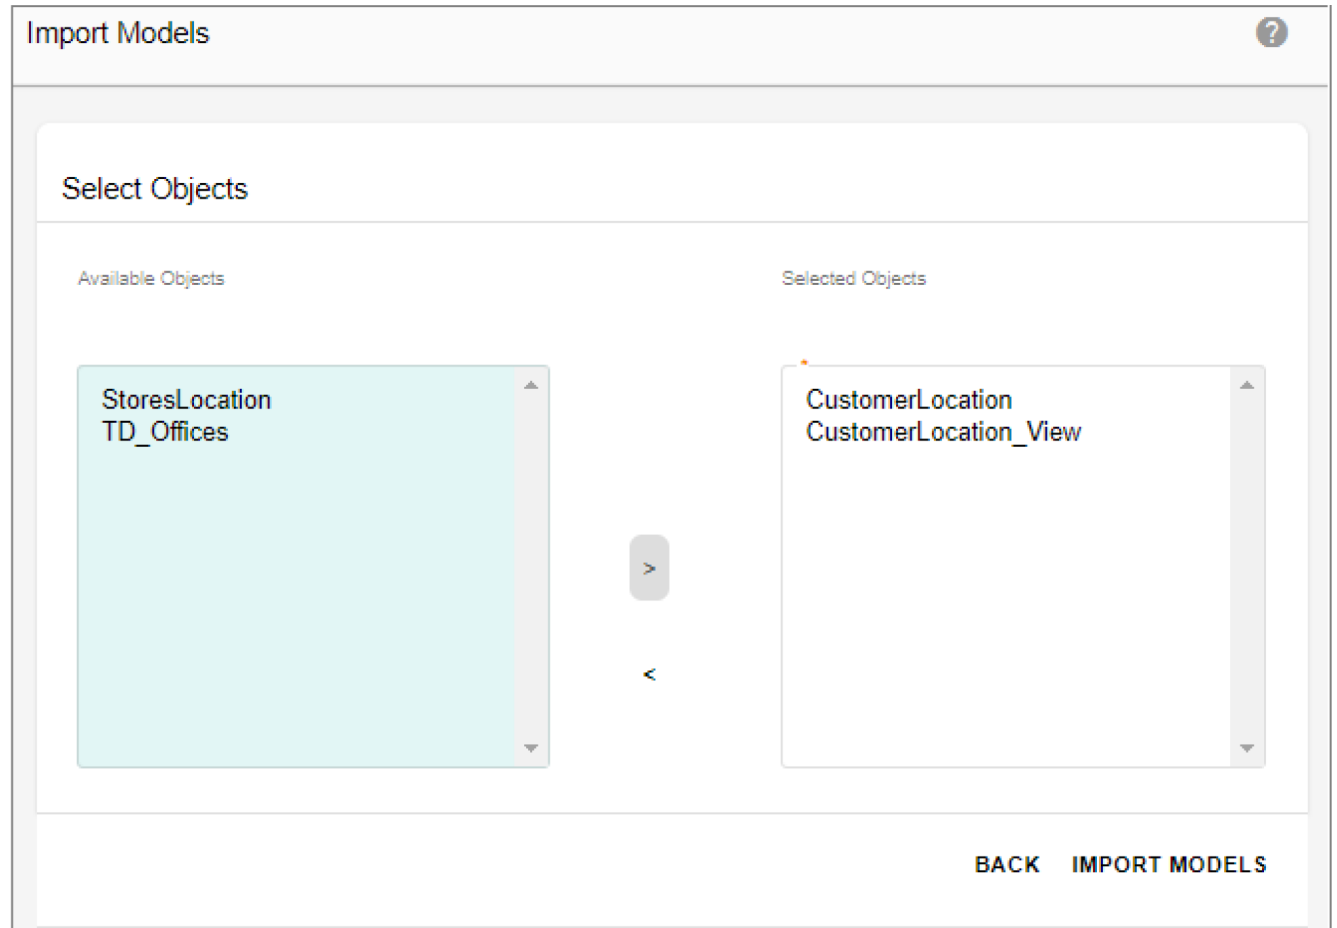 Import Models
?
Select Objects
Available Objects
Selected Objects
*
StoresLocation
TD_Offices
CustomerLocation
CustomerLocation_View
>
<
BACK
IMPORT MODELS